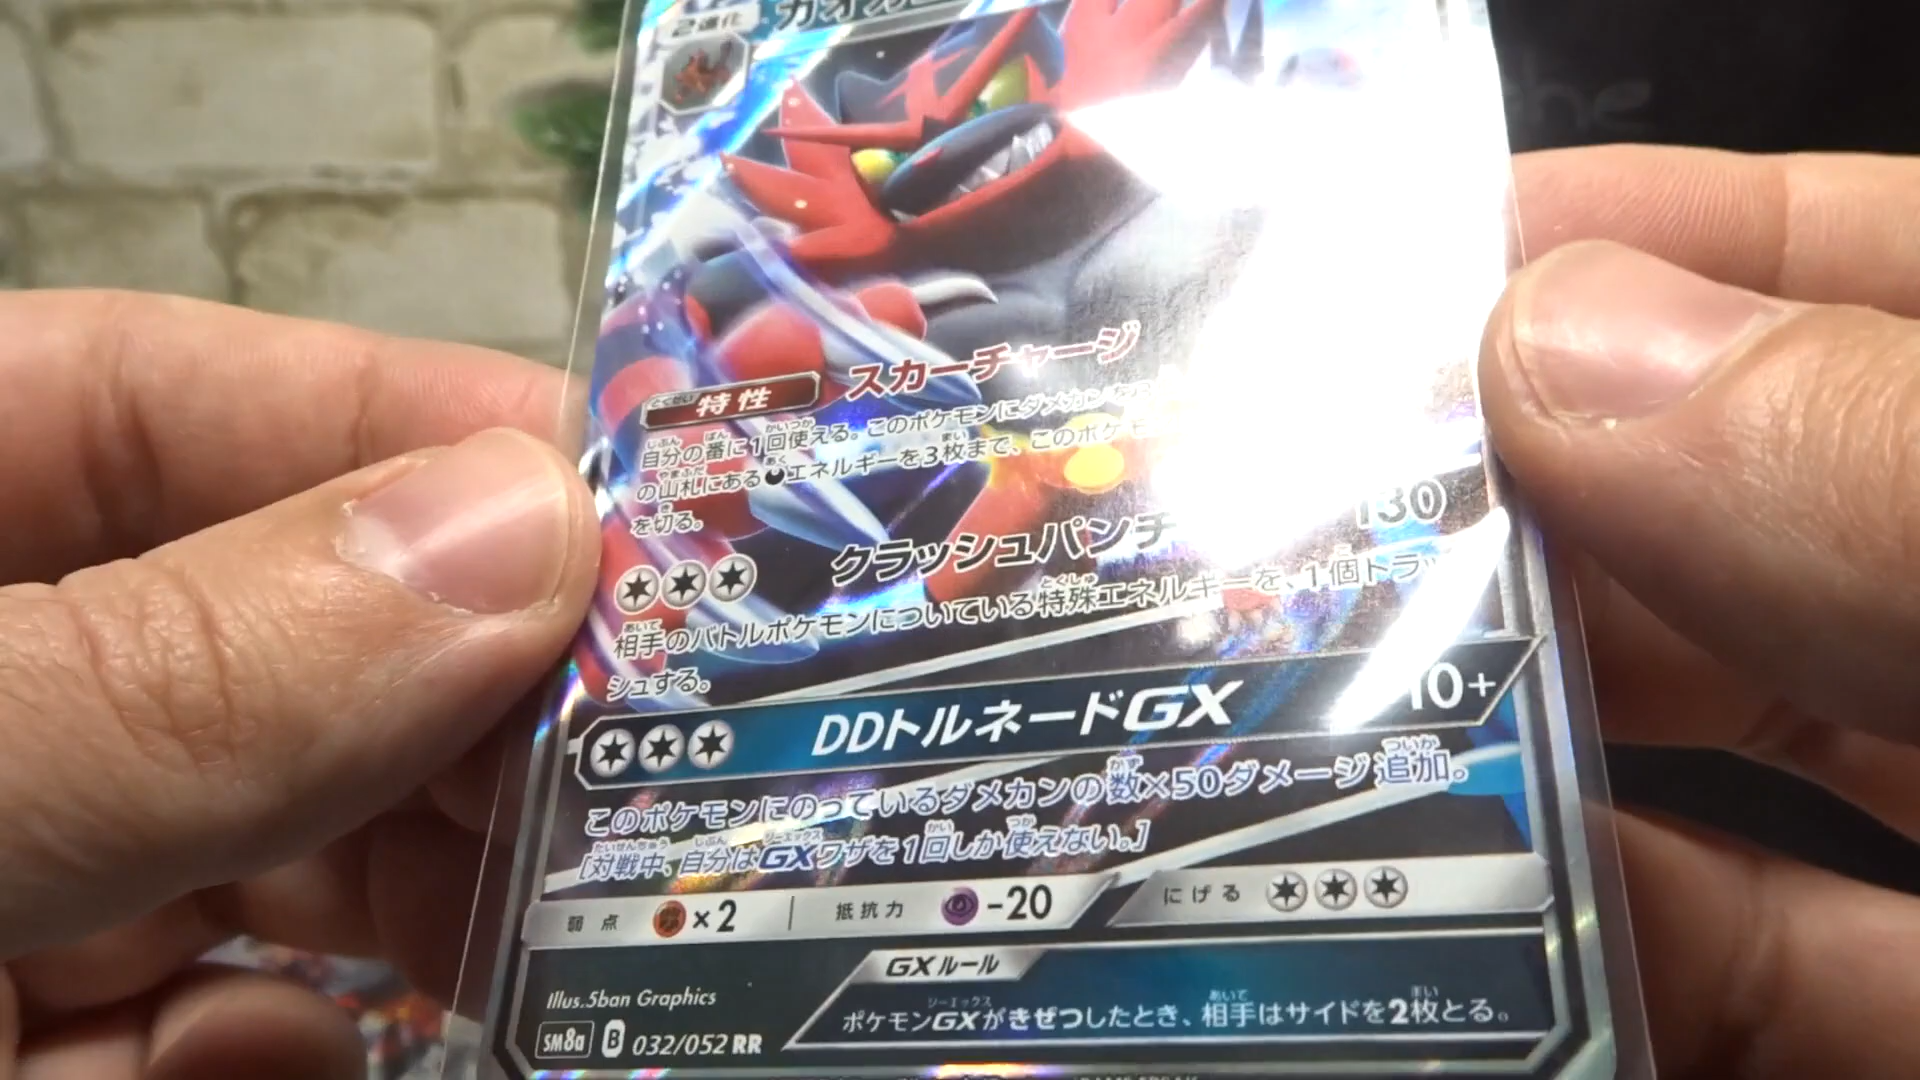 2進化
特性 スカーチャージ
自分の番に1回使える。このポケモンにダメカン
の山札にあるエネルギーを3枚まで、このポケモ
を切る。
クラッシュパンチ 130
相手のバトルポケモンについている特殊エネルギーを、1個トラッ
シュする。
DDトルネードGX 10+
このポケモンにのっているダメカンの数×50ダメージ追加。
[対戦中、自分はGXワザを1回しか使えない。]
弱点 ×2 抵抗力 -20 にげる
GXルール
Illus.5ban Graphics
ポケモンGXがきぜつしたとき、相手はサイドを2枚とる。
SM8a B 032/052 RR